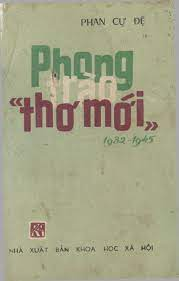 PHAN CỰ ĐỆ
Phong
trào
“thơ mới„
1932-1945
NHÀ XUẤT BẢN KHOA HỌC XÃ HỘI